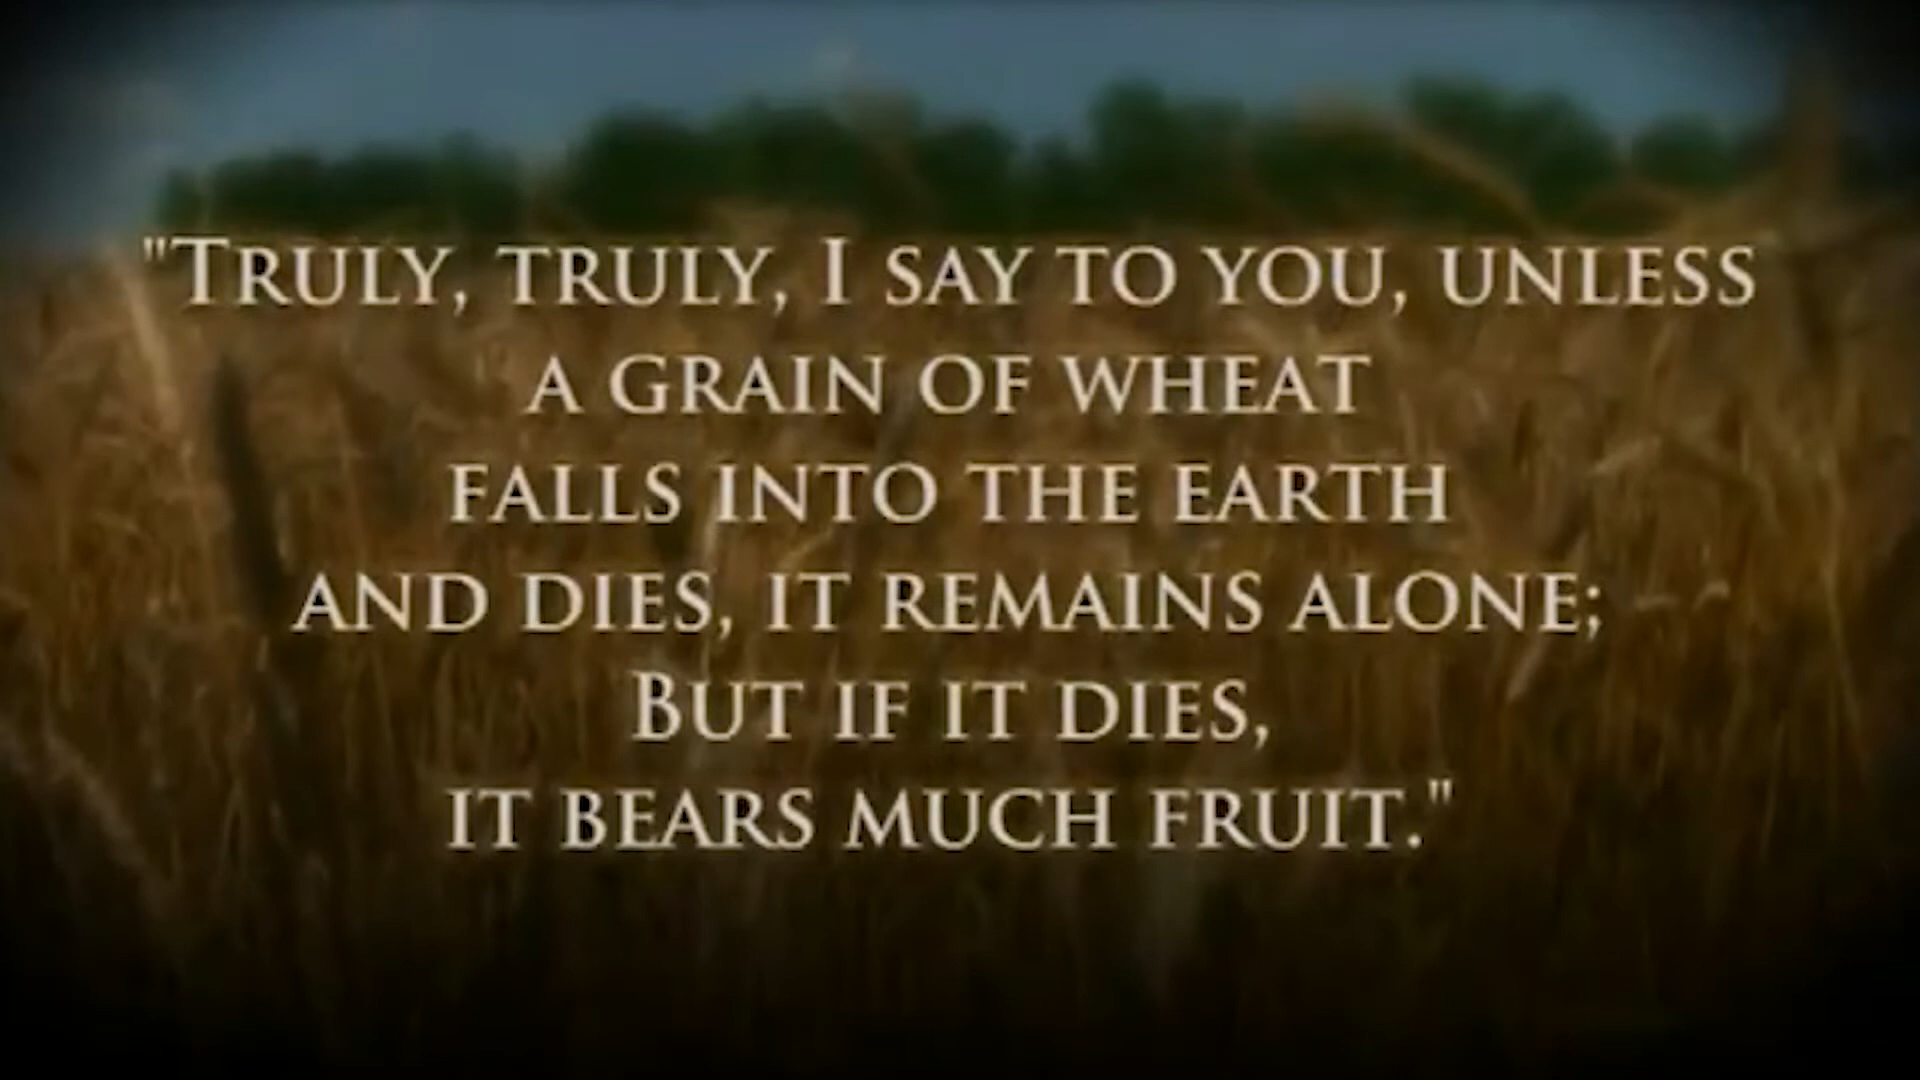 "Truly, truly, I say to you, unless
a grain of wheat
falls into the earth
and dies, it remains alone;
But if it dies,
it bears much fruit."